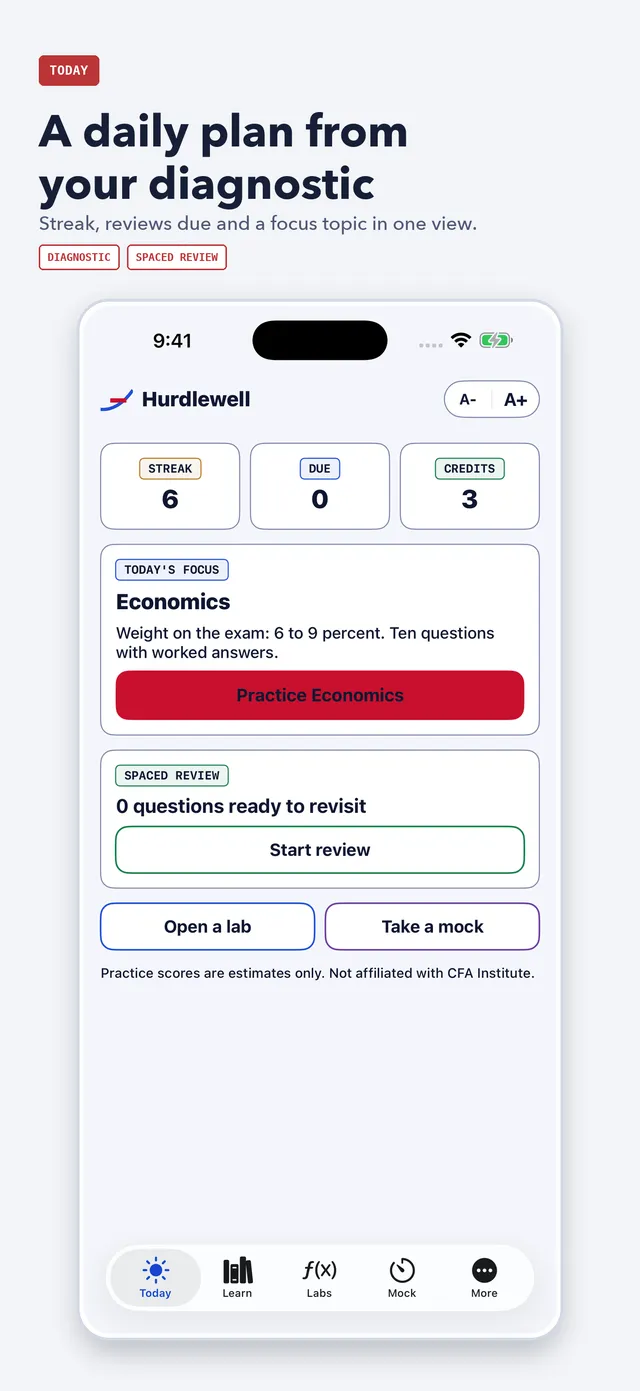 TODAY
A daily plan from
your diagnostic
Streak, reviews due and a focus topic in one view.
DIAGNOSTIC SPACED REVIEW
9:41
Hurdlewell A- A+
STREAK DUE CREDITS
6 0 3
TODAY'S FOCUS
Economics
Weight on the exam: 6 to 9 percent. Ten questions
with worked answers.
Practice Economics
SPACED REVIEW
0 questions ready to revisit
Start review
Open a lab Take a mock
Practice scores are estimates only. Not affiliated with CFA Institute.
f(x)
Today Learn Labs Mock More